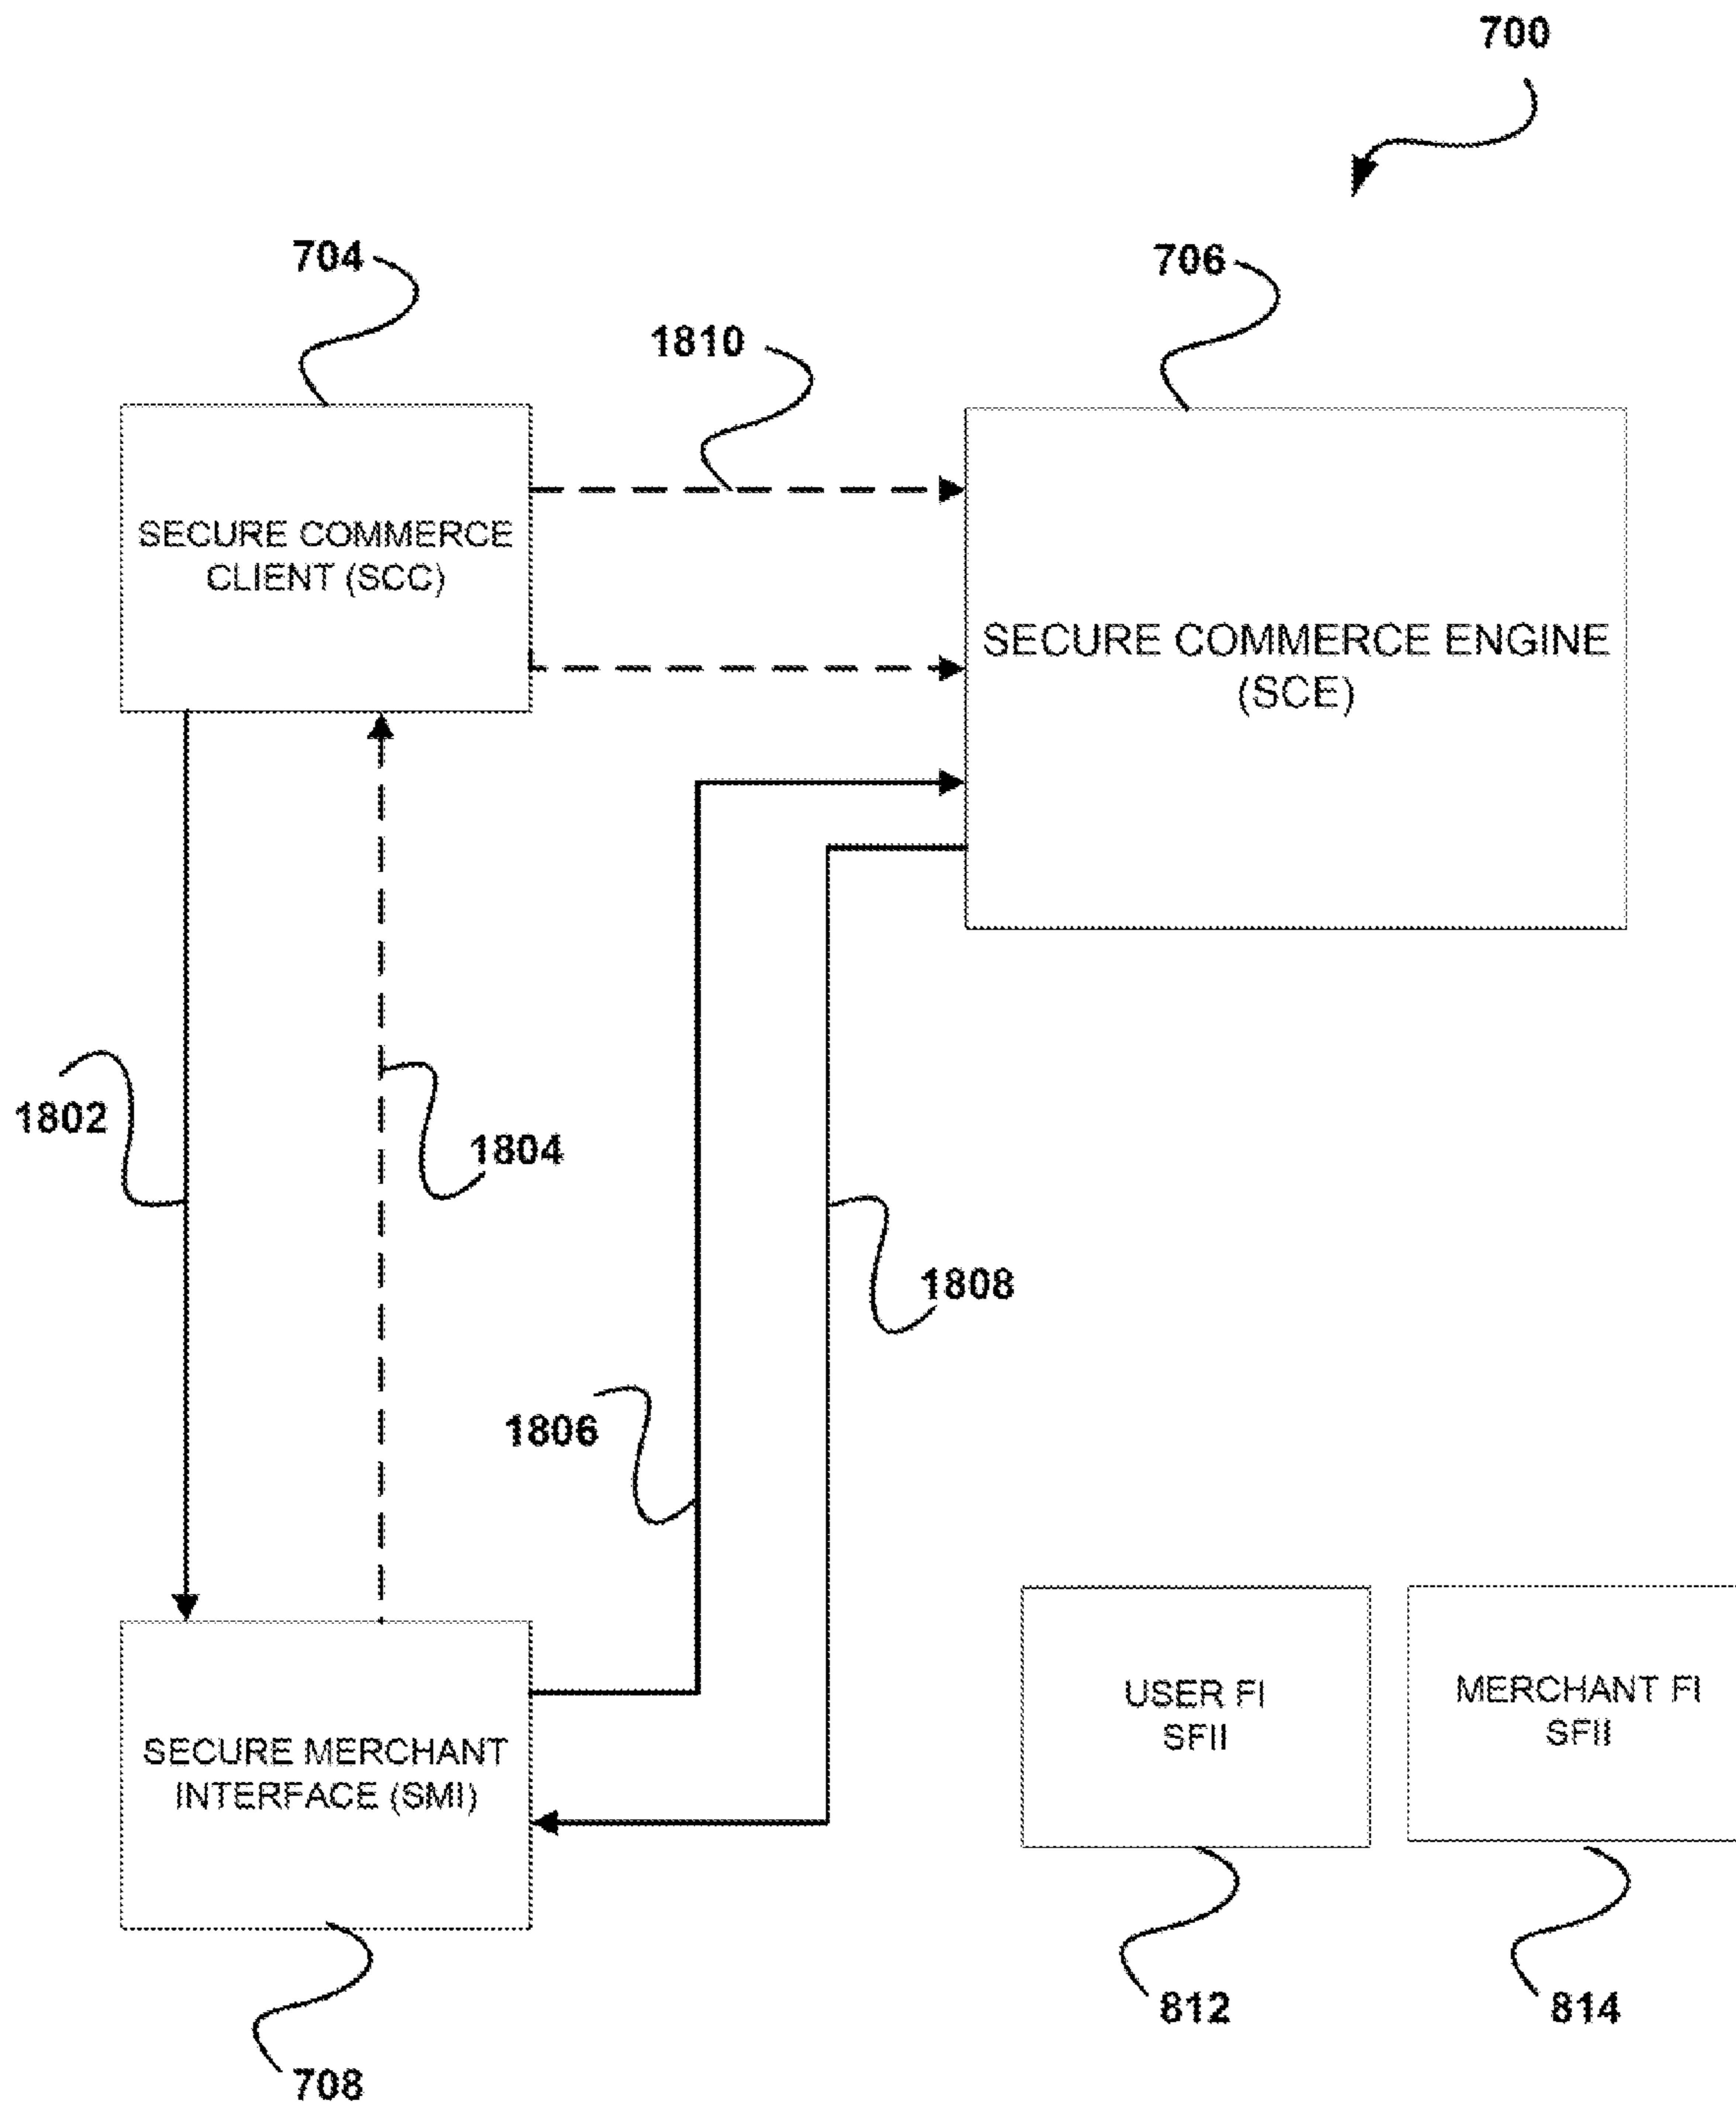 700
704
706
1810
SECURE COMMERCE
CLIENT (SCC)
SECURE COMMERCE ENGINE
(SCE)
1802
1804
1808
1806
USER FI
SFII
MERCHANT FI
SFII
SECURE MERCHANT
INTERFACE (SMI)
812
814
708